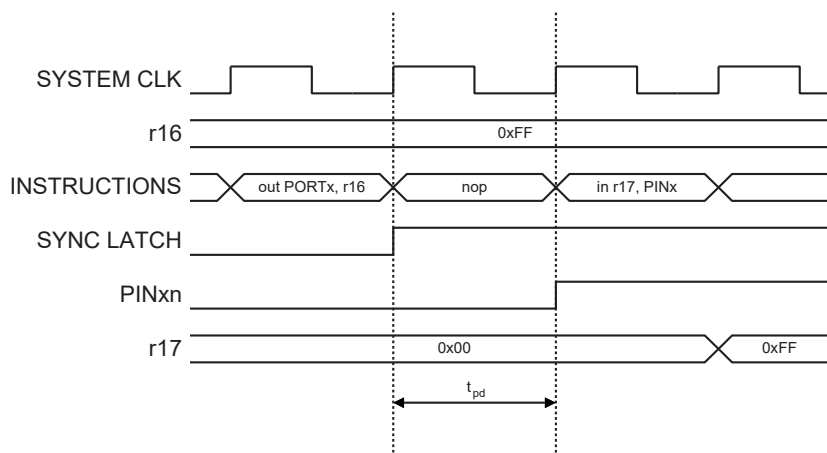 SYSTEM CLK
r16
0xFF
INSTRUCTIONS
out PORTx, r16
nop
in r17, PINx
SYNC LATCH
PINxn
r17
0x00
0xFF
tpd